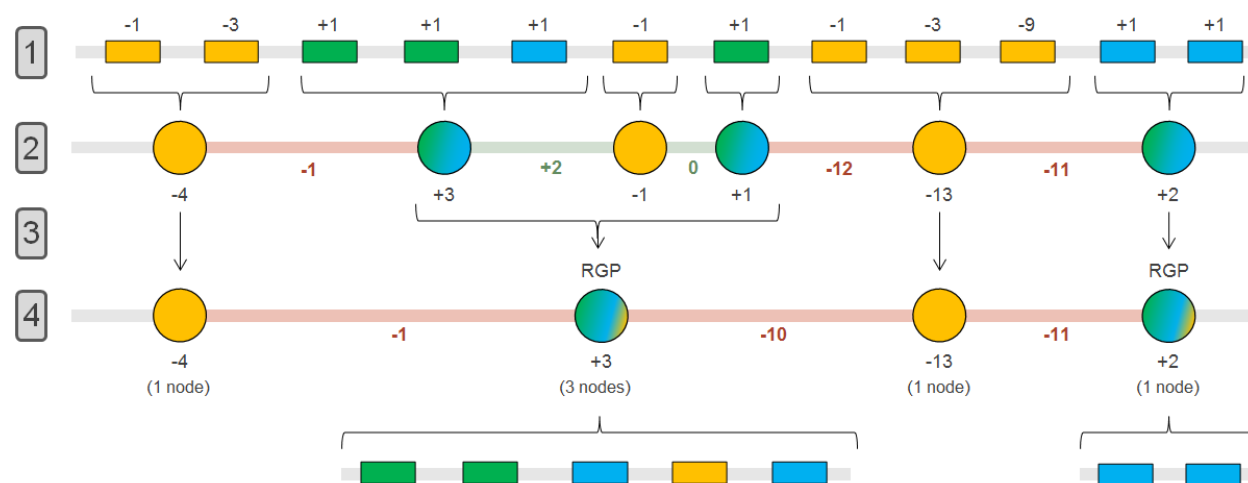 -1 -3 +1 +1 +1 -1 +1 -1 -3 -9 +1 +1
1
2
-1 +2 0 -12 -11
-4 +3 -1 +1 -13 +2
3
RGP RGP
4
-1 -10 -11
-4 +3 -13 +2
(1 node) (3 nodes) (1 node) (1 node)